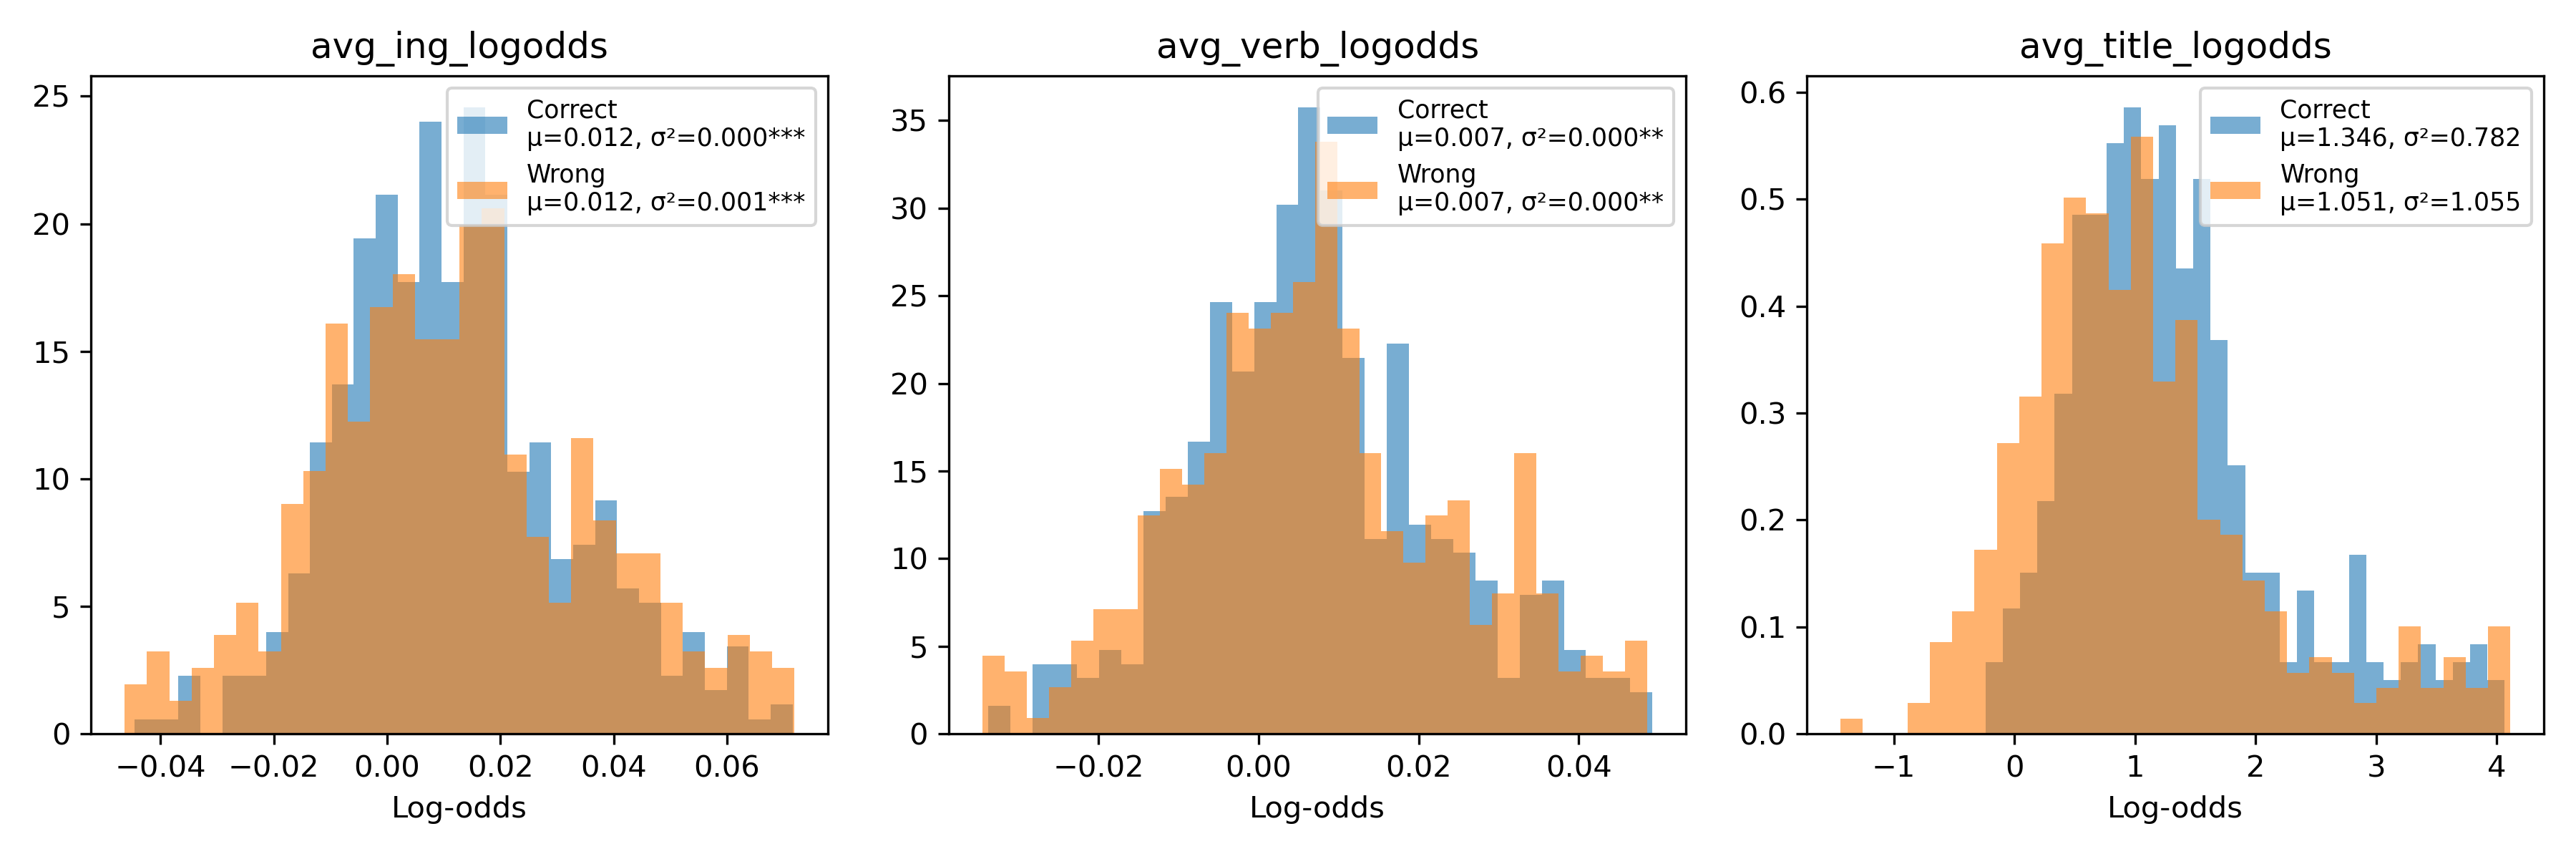 avg_ing_logodds
25
20
15
10
5
0
−0.04 −0.02 0.00 0.02 0.04 0.06
Log-odds
Correct
μ=0.012, σ²=0.000***
Wrong
μ=0.012, σ²=0.001***
avg_verb_logodds
35
30
25
20
15
10
5
0
−0.02 0.00 0.02 0.04
Log-odds
Correct
μ=0.007, σ²=0.000**
Wrong
μ=0.007, σ²=0.000**
avg_title_logodds
0.6
0.5
0.4
0.3
0.2
0.1
0.0
−1 0 1 2 3 4
Log-odds
Correct
μ=1.346, σ²=0.782
Wrong
μ=1.051, σ²=1.055